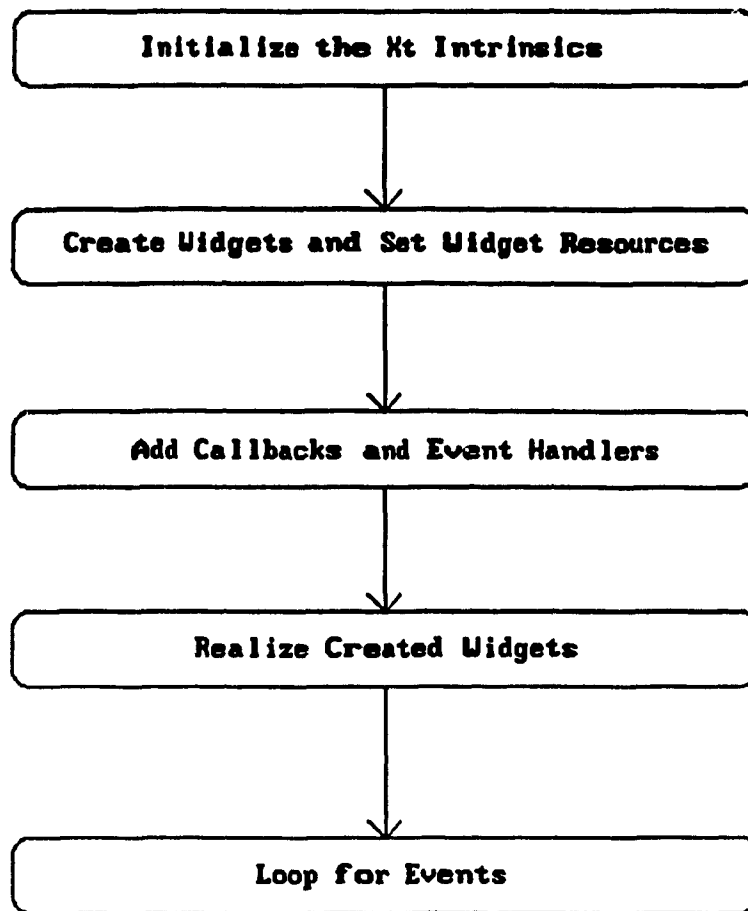 Initialize the Xt Intrinsics
Create Widgets and Set Widget Resources
Add Callbacks and Event Handlers
Realize Created Widgets
Loop for Events